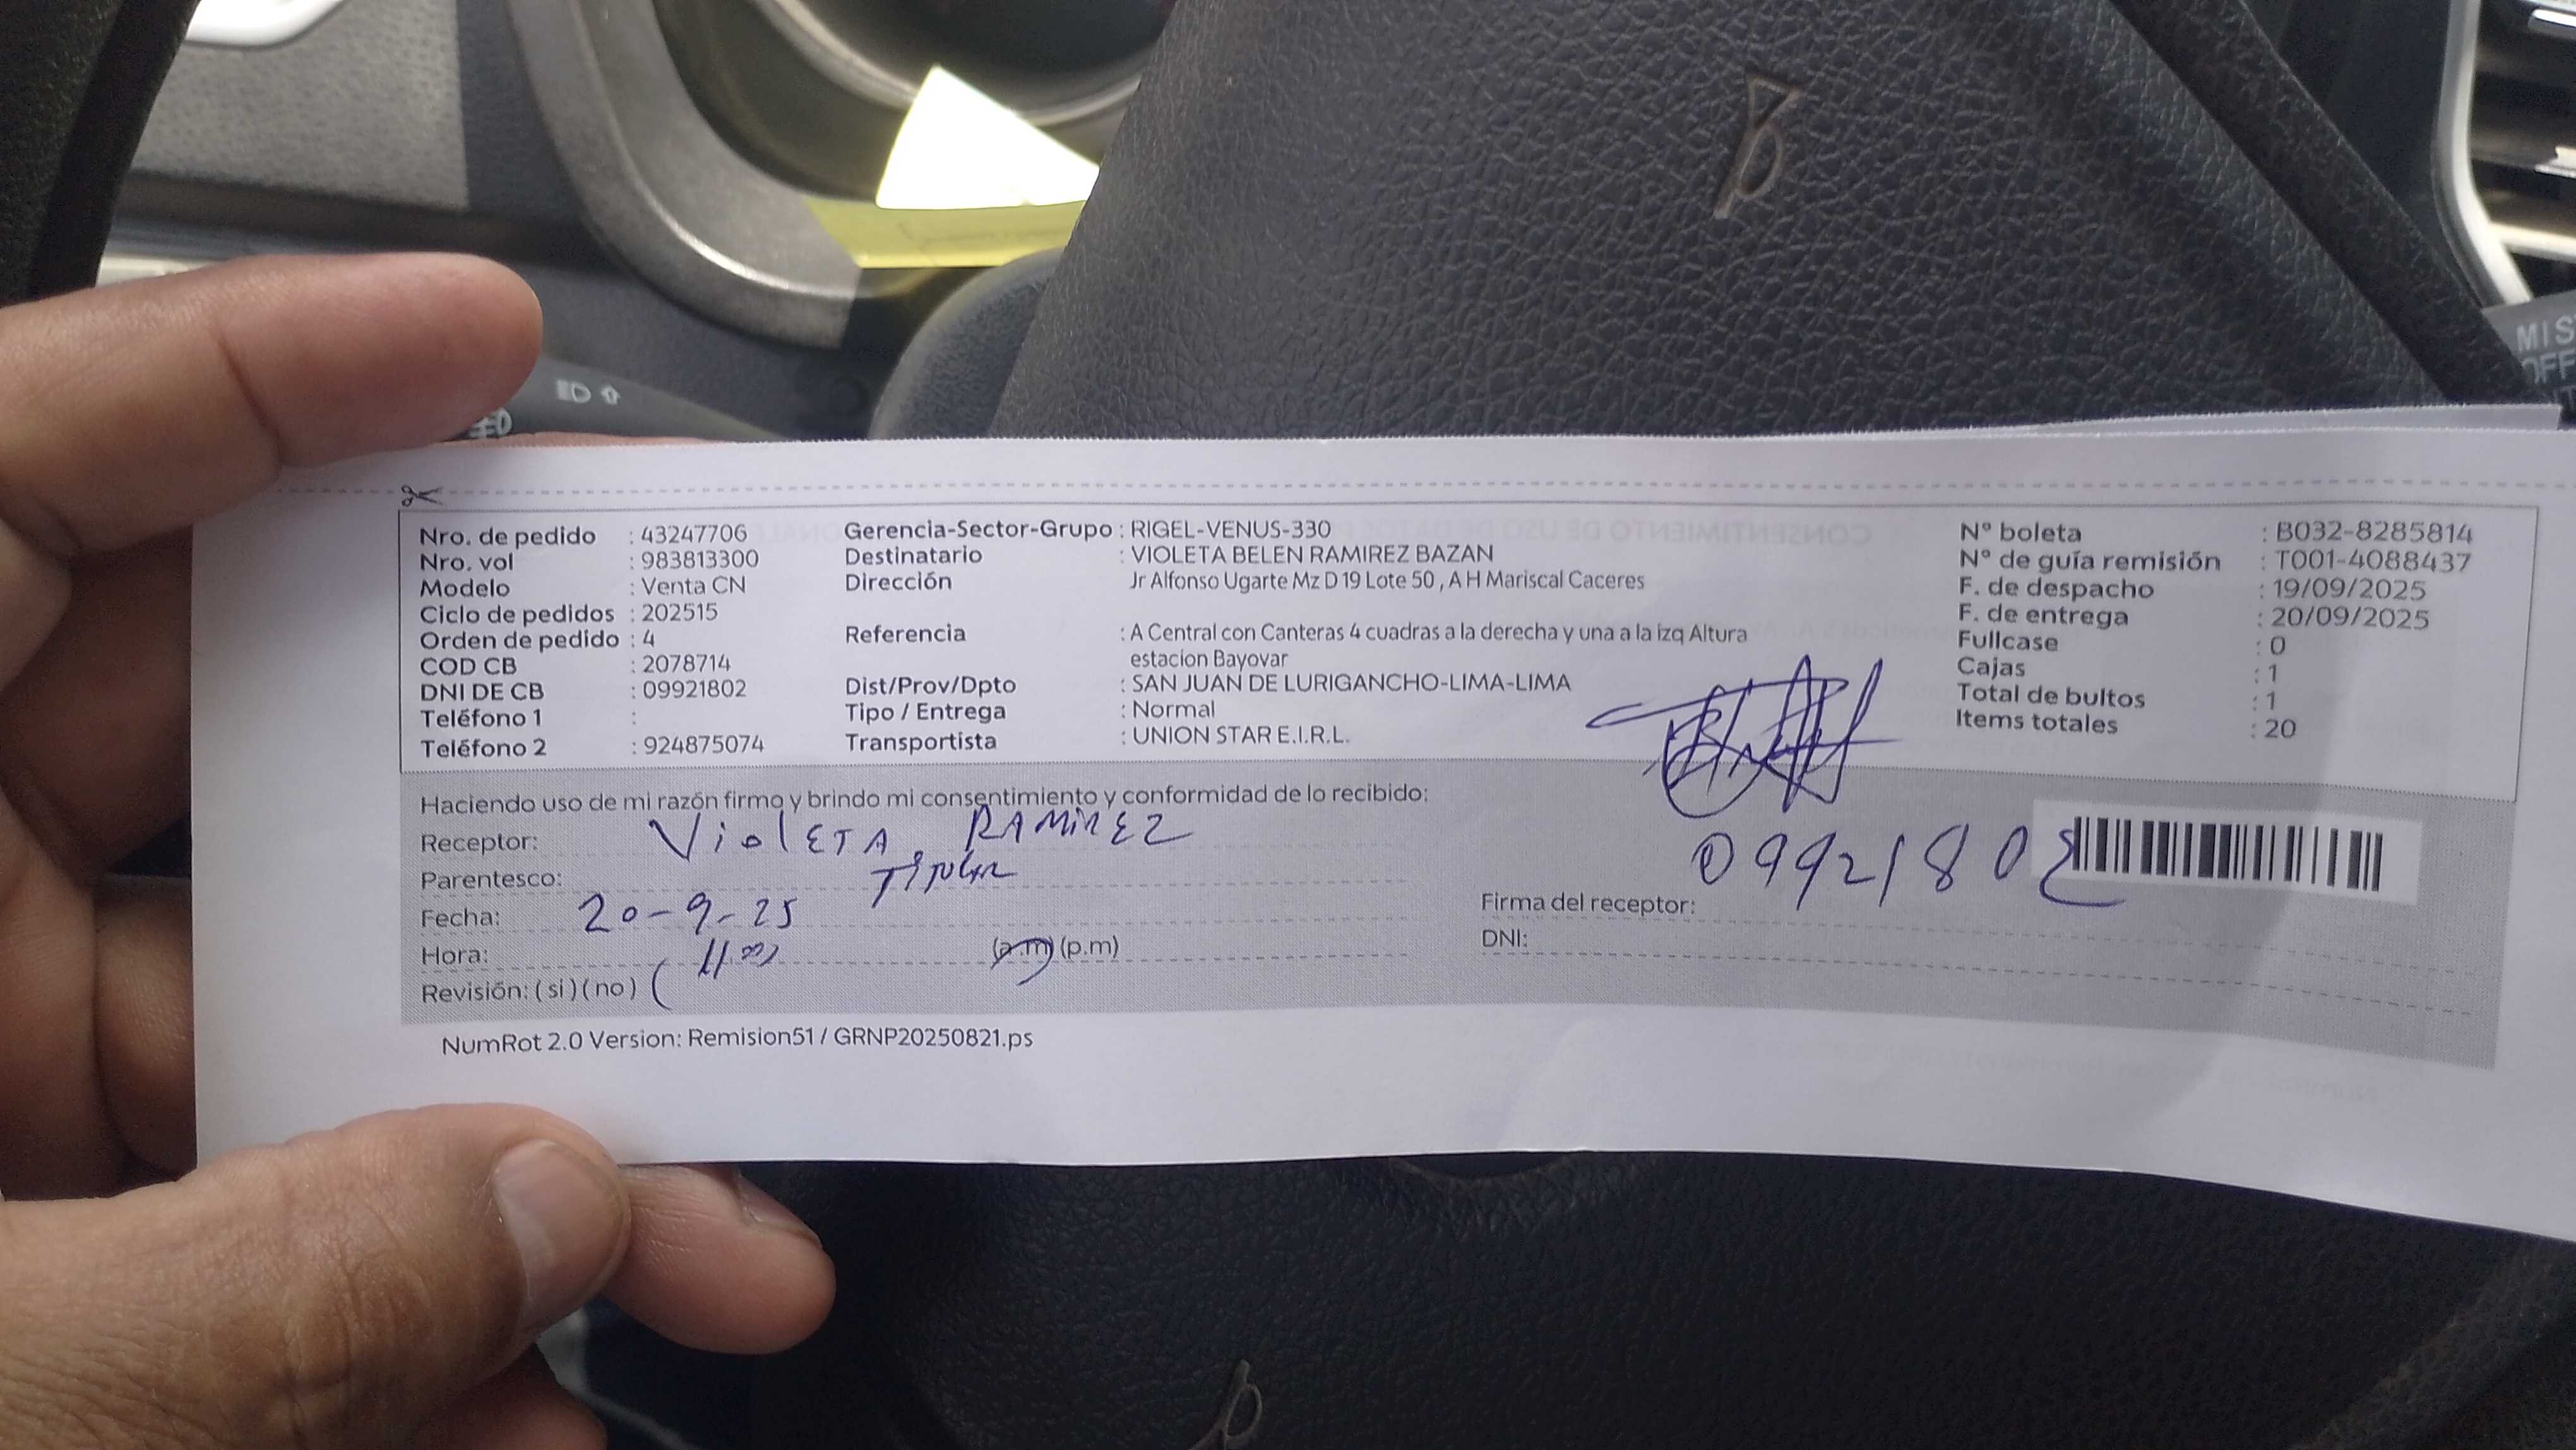 Nro. de pedido : 43247706
Nro. vol : 983813300
Modelo : Venta CN
Ciclo de pedidos : 202515
Orden de pedido : 4
COD CB : 2078714
DNI DE CB : 09921802
Teléfono 1 :
Teléfono 2 : 924875074
Gerencia-Sector-Grupo : RIGEL-VENUS-330
Destinatario : VIOLETA BELEN RAMIREZ BAZAN
Dirección Jr Alfonso Ugarte Mz D 19 Lote 50 , A H Mariscal Caceres
Referencia : A Central con Canteras 4 cuadras a la derecha y una a la izq Altura
estacion Bayovar
Dist/Prov/Dpto : SAN JUAN DE LURIGANCHO-LIMA-LIMA
Tipo / Entrega : Normal
Transportista : UNION STAR E.I.R.L.
N° boleta : B032-8285814
N° de guía remisión : T001-4088437
F. de despacho : 19/09/2025
F. de entrega : 20/09/2025
Fullcase : 0
Cajas : 1
Total de bultos : 1
Items totales : 20
Haciendo uso de mi razón firmo y brindo mi consentimiento y conformidad de lo recibido:
Receptor: VIOLETA RAMIREZ
Parentesco: TITULAR
Fecha: 20-9-25
Hora: 11:00 (a.m) (p.m)
Revisión: ( si ) ( no )
09921802
Firma del receptor:
DNI:
NumRot 2.0 Version: Remision51 / GRNP20250821.ps